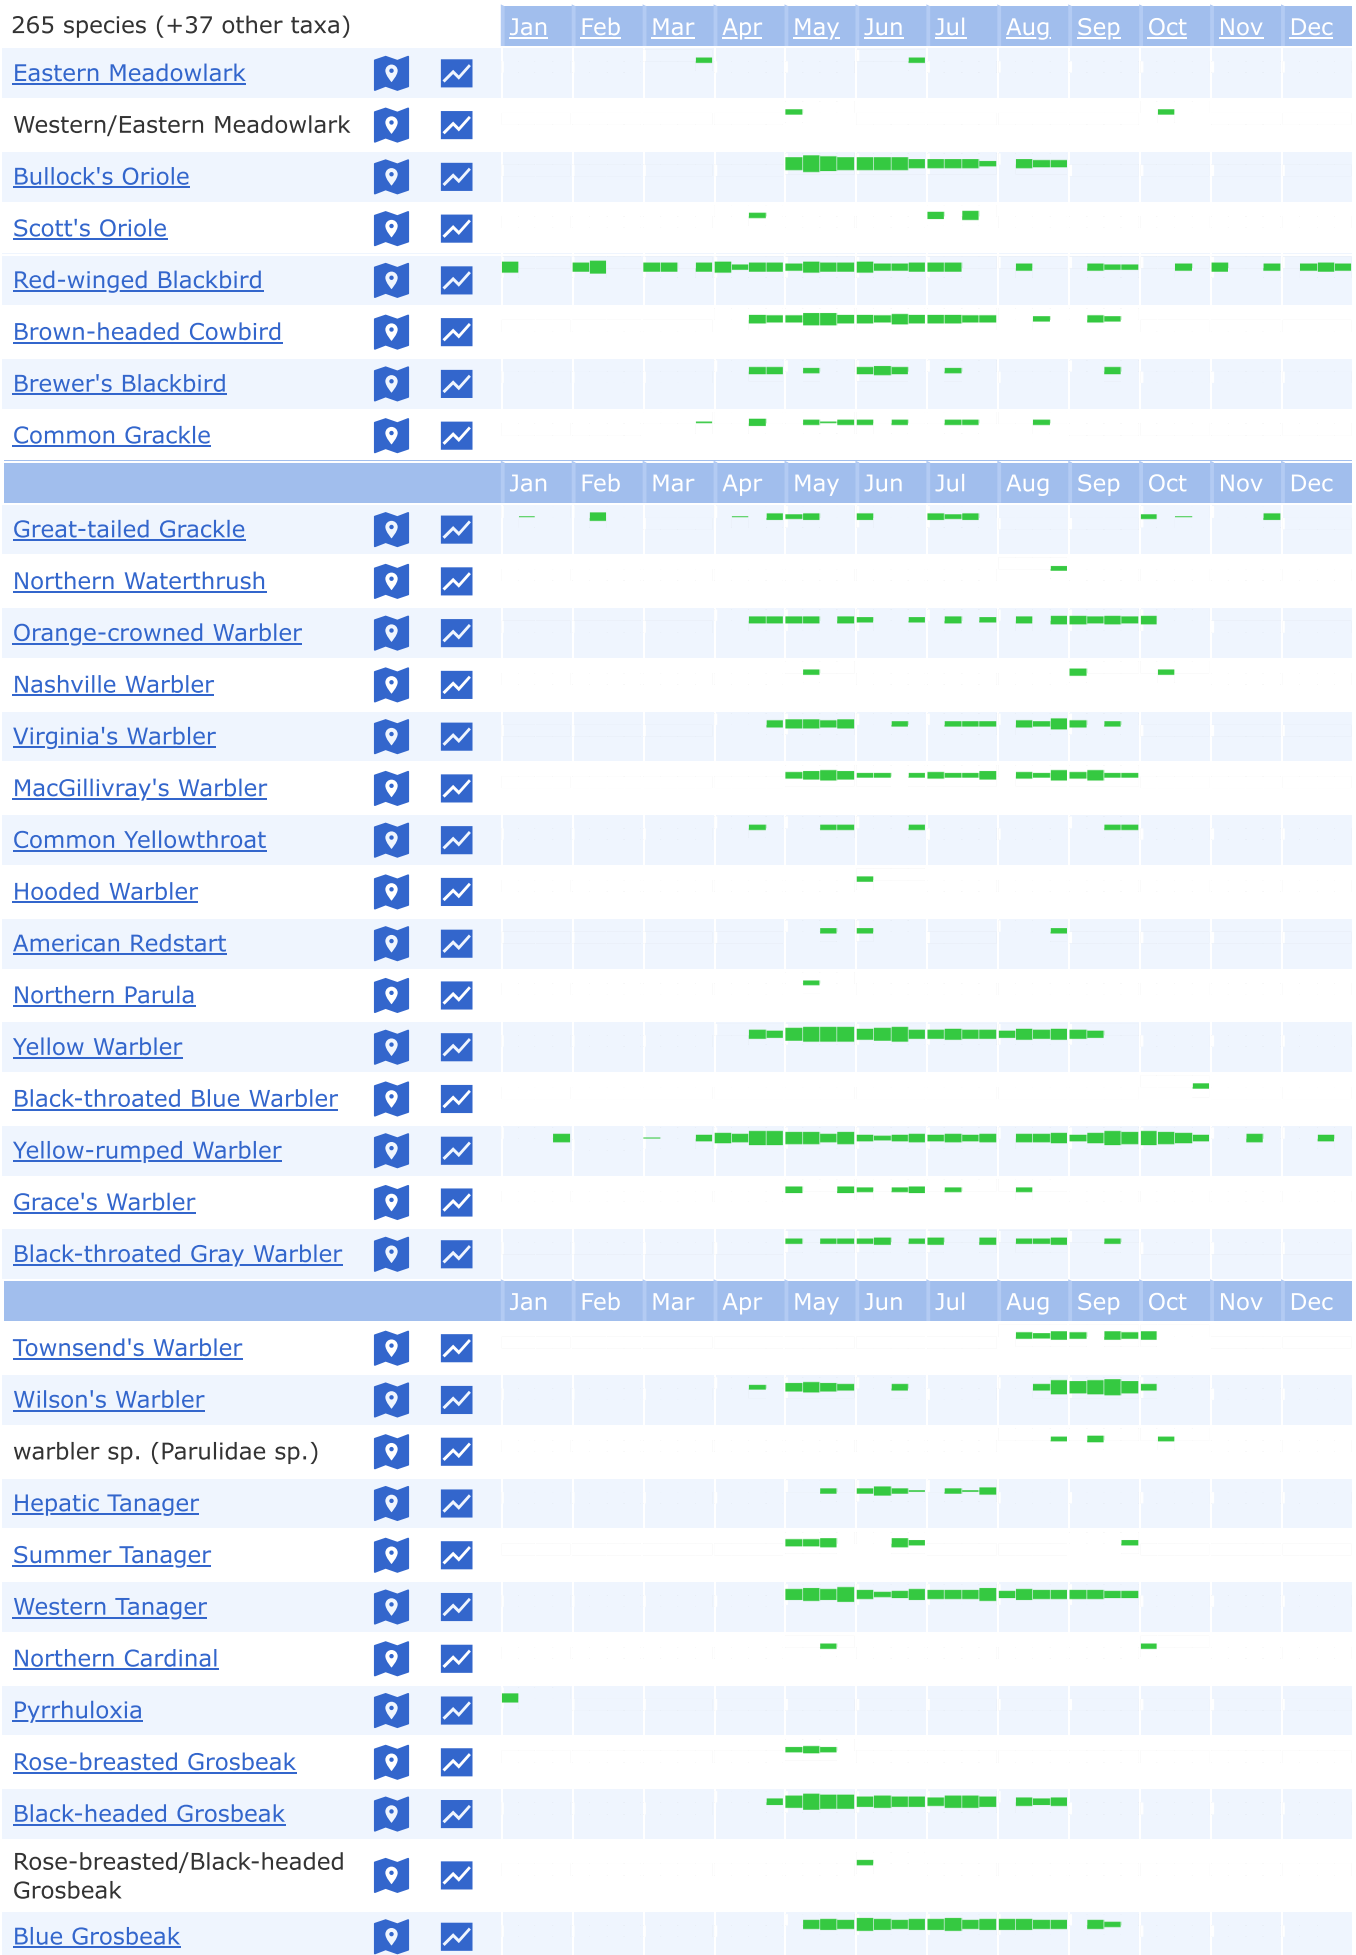 265 species (+37 other taxa) Jan Feb Mar Apr May Jun Jul Aug Sep Oct Nov Dec
Eastern Meadowlark
Western/Eastern Meadowlark
Bullock's Oriole
Scott's Oriole
Red-winged Blackbird
Brown-headed Cowbird
Brewer's Blackbird
Common Grackle
Jan Feb Mar Apr May Jun Jul Aug Sep Oct Nov Dec
Great-tailed Grackle
Northern Waterthrush
Orange-crowned Warbler
Nashville Warbler
Virginia's Warbler
MacGillivray's Warbler
Common Yellowthroat
Hooded Warbler
American Redstart
Northern Parula
Yellow Warbler
Black-throated Blue Warbler
Yellow-rumped Warbler
Grace's Warbler
Black-throated Gray Warbler
Jan Feb Mar Apr May Jun Jul Aug Sep Oct Nov Dec
Townsend's Warbler
Wilson's Warbler
warbler sp. (Parulidae sp.)
Hepatic Tanager
Summer Tanager
Western Tanager
Northern Cardinal
Pyrrhuloxia
Rose-breasted Grosbeak
Black-headed Grosbeak
Rose-breasted/Black-headed
Grosbeak
Blue Grosbeak